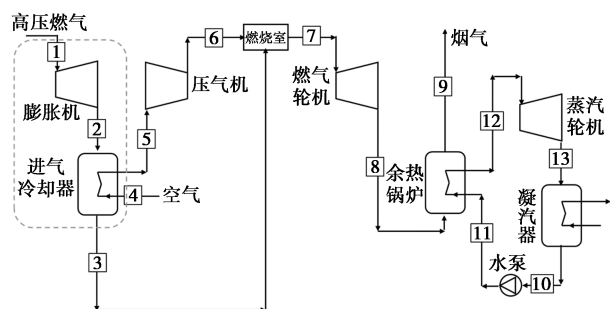 高压燃气
1
膨胀机
2
进气
冷却器
3
4
空气
5
压气机
6
燃烧室
7
燃气
轮机
8
烟气
9
余热
锅炉
12
11
蒸汽
轮机
13
凝
汽
器
水泵
10